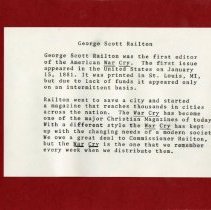 George Scott Railton
George Scott Railton was the first editor
of the American War Cry. The first issue
appeared in the United States on January
15, 1881. It was printed in St. Louis, MI,
but due to lack of funds it appeared only
on an intermittent basis.
Railton went to save a city and started
a magazine that reaches thousands in cities
across the nation. The War Cry has become
one of the major Christian magazines of today.
With a different style the War Cry has kept
up with the changing needs of a modern society
We owe a great deal to Commissioner Railton,
but the War Cry is the one that we remember
every week when we distribute them.